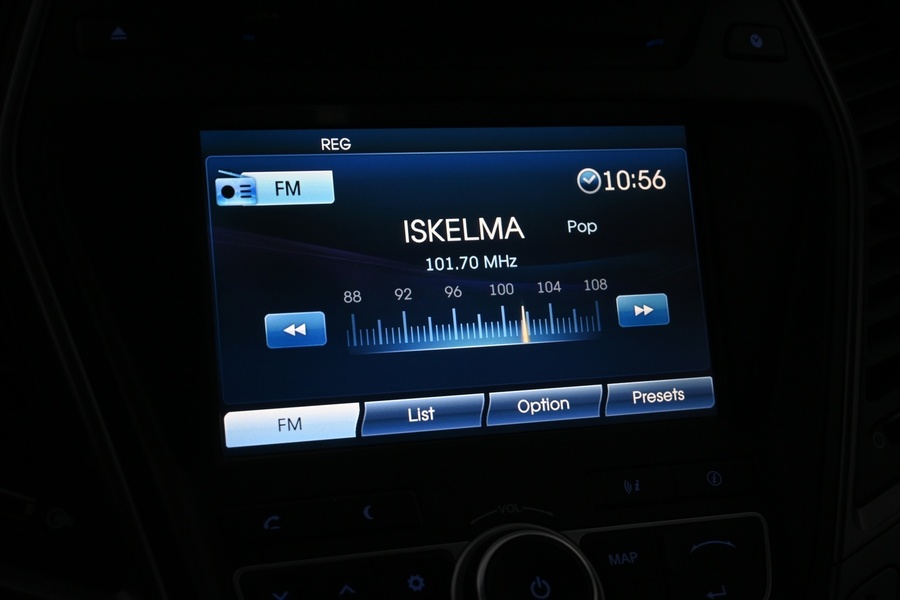 REG
FM
10:56
ISKELMA
Pop
101.70 MHz
88 92 96 100 104 108
FM
List
Option
Presets
VOL
MAP